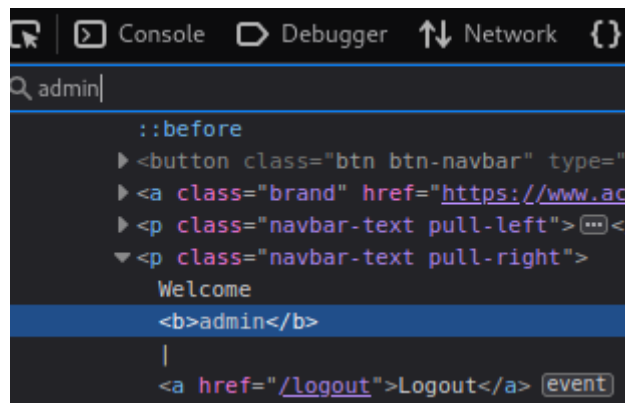 Console Debugger Network {}
admin
::before
<button class="btn btn-navbar" type="
<a class="brand" href="https://www.ac
<p class="navbar-text pull-left"><
<p class="navbar-text pull-right">
Welcome
<b>admin</b>
|
<a href="/logout">Logout</a> event